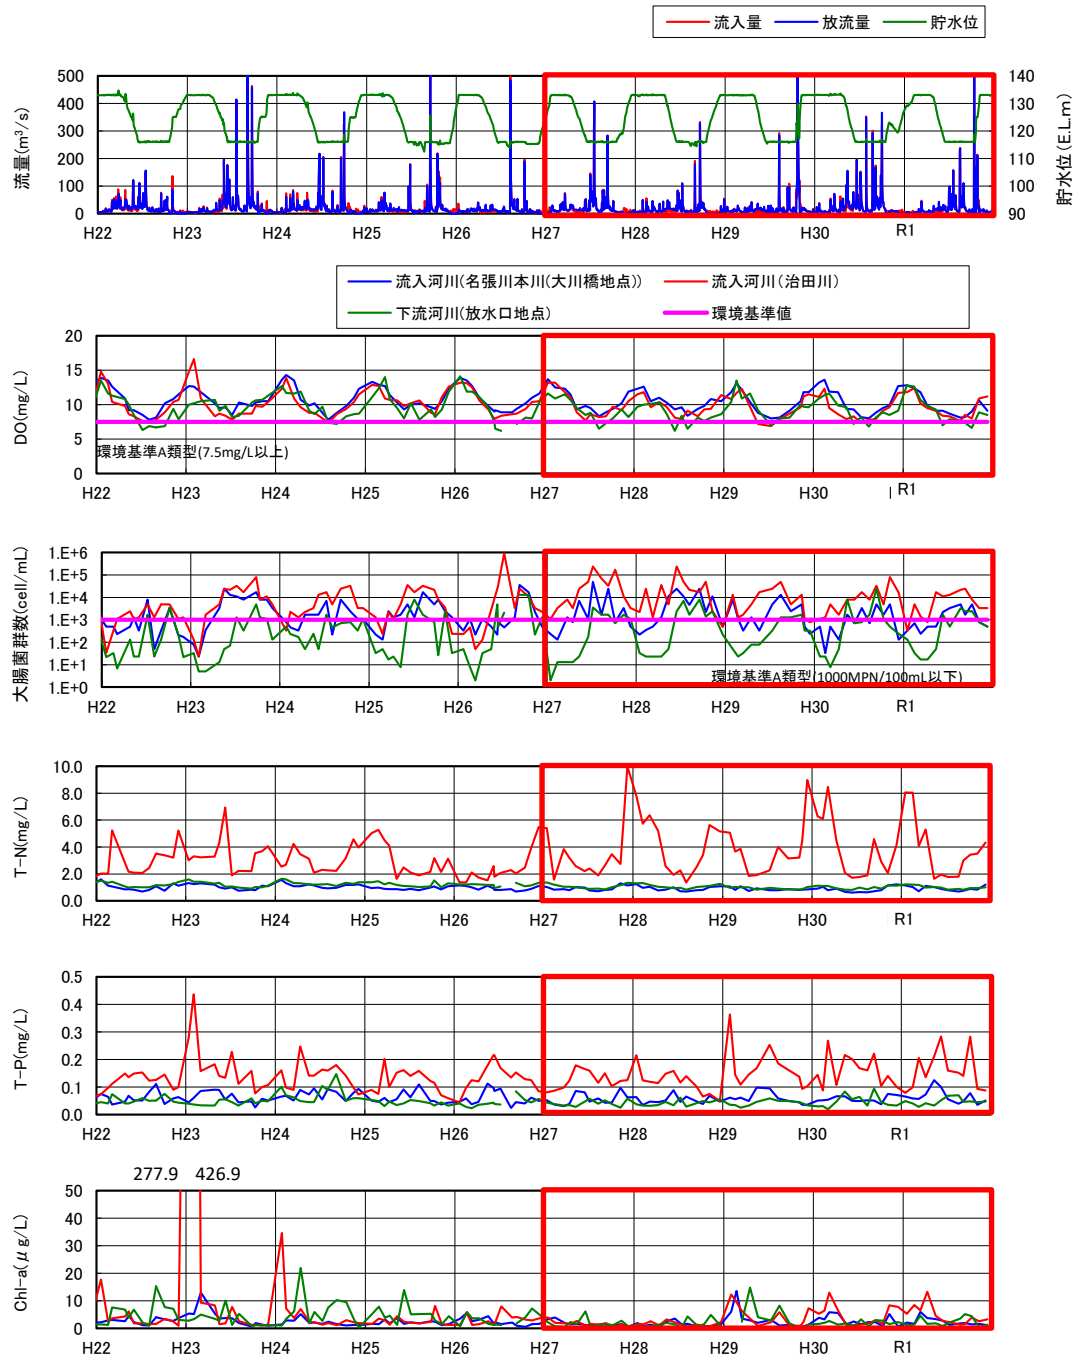 流入量 放流量 貯水位
500 400 300 200 100 0
流量(m³/s)
140 130 120 110 100 90
貯水位(E.L.m)
H22 H23 H24 H25 H26 H27 H28 H29 H30 R1
流入河川(名張川本川(大川橋地点)) 流入河川(治田川)
下流河川(放水口地点) 環境基準値
20 15 10 5 0
DO(mg/L)
環境基準A類型(7.5mg/L以上)
H22 H23 H24 H25 H26 H27 H28 H29 H30 R1
1.E+6 1.E+5 1.E+4 1.E+3 1.E+2 1.E+1 1.E+0
大腸菌群数(cell/mL)
環境基準A類型(1000MPN/100mL以下)
H22 H23 H24 H25 H26 H27 H28 H29 H30 R1
10.0 8.0 6.0 4.0 2.0 0.0
T-N(mg/L)
H22 H23 H24 H25 H26 H27 H28 H29 H30 R1
0.5 0.4 0.3 0.2 0.1 0.0
T-P(mg/L)
H22 H23 H24 H25 H26 H27 H28 H29 H30 R1
277.9 426.9
50 40 30 20 10 0
Chl-a(μg/L)
H22 H23 H24 H25 H26 H27 H28 H29 H30 R1